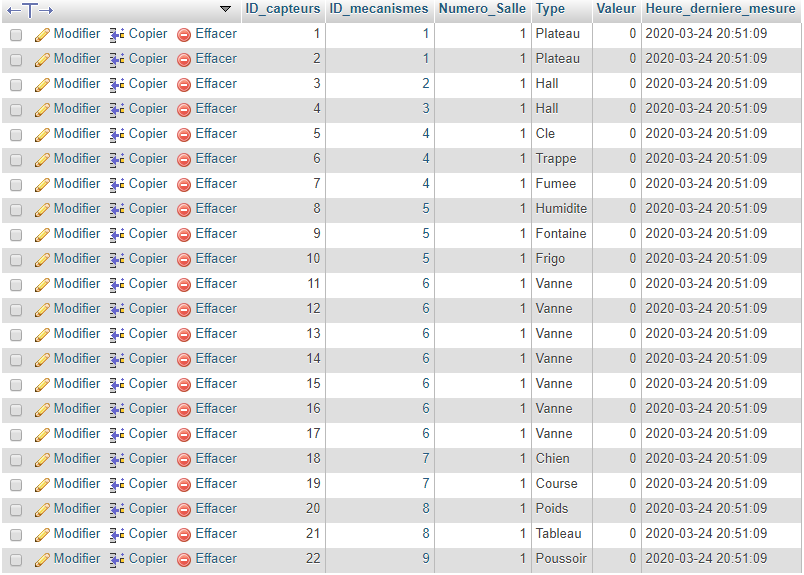 ID_capteurs ID_mecanismes Numero_Salle Type Valeur Heure_derniere_mesure
Modifier Copier Effacer 1 1 1 Plateau 0 2020-03-24 20:51:09
Modifier Copier Effacer 2 1 1 Plateau 0 2020-03-24 20:51:09
Modifier Copier Effacer 3 2 1 Hall 0 2020-03-24 20:51:09
Modifier Copier Effacer 4 3 1 Hall 0 2020-03-24 20:51:09
Modifier Copier Effacer 5 4 1 Cle 0 2020-03-24 20:51:09
Modifier Copier Effacer 6 4 1 Trappe 0 2020-03-24 20:51:09
Modifier Copier Effacer 7 4 1 Fumee 0 2020-03-24 20:51:09
Modifier Copier Effacer 8 5 1 Humidite 0 2020-03-24 20:51:09
Modifier Copier Effacer 9 5 1 Fontaine 0 2020-03-24 20:51:09
Modifier Copier Effacer 10 5 1 Frigo 0 2020-03-24 20:51:09
Modifier Copier Effacer 11 6 1 Vanne 0 2020-03-24 20:51:09
Modifier Copier Effacer 12 6 1 Vanne 0 2020-03-24 20:51:09
Modifier Copier Effacer 13 6 1 Vanne 0 2020-03-24 20:51:09
Modifier Copier Effacer 14 6 1 Vanne 0 2020-03-24 20:51:09
Modifier Copier Effacer 15 6 1 Vanne 0 2020-03-24 20:51:09
Modifier Copier Effacer 16 6 1 Vanne 0 2020-03-24 20:51:09
Modifier Copier Effacer 17 6 1 Vanne 0 2020-03-24 20:51:09
Modifier Copier Effacer 18 7 1 Chien 0 2020-03-24 20:51:09
Modifier Copier Effacer 19 7 1 Course 0 2020-03-24 20:51:09
Modifier Copier Effacer 20 8 1 Poids 0 2020-03-24 20:51:09
Modifier Copier Effacer 21 8 1 Tableau 0 2020-03-24 20:51:09
Modifier Copier Effacer 22 9 1 Poussoir 0 2020-03-24 20:51:09